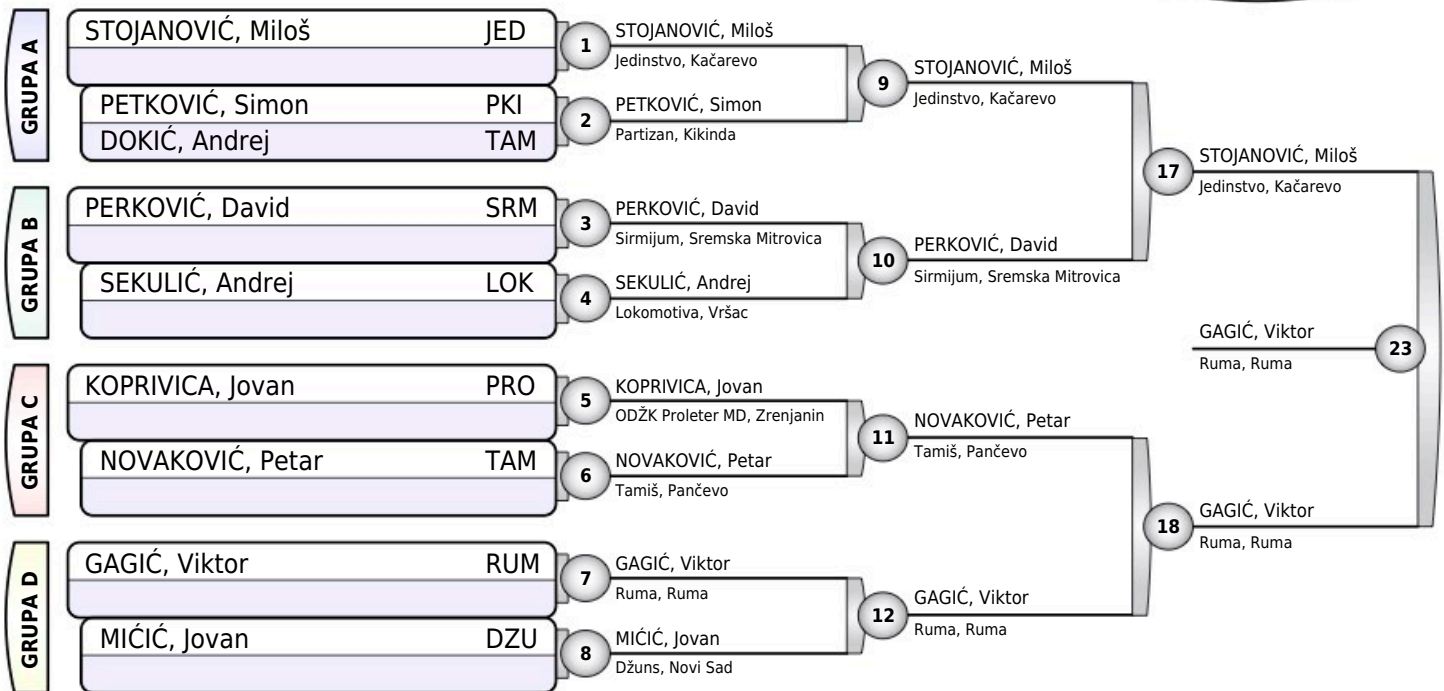 GRUPA A
STOJANOVIĆ, Miloš JED
PETKOVIĆ, Simon PKI
DOKIĆ, Andrej TAM
GRUPA B
PERKOVIĆ, David SRM
SEKULIĆ, Andrej LOK
GRUPA C
KOPRIVICA, Jovan PRO
NOVAKOVIĆ, Petar TAM
GRUPA D
GAGIĆ, Viktor RUM
MIĆIĆ, Jovan DZU
1
STOJANOVIĆ, Miloš
Jedinstvo, Kačarevo
2
PETKOVIĆ, Simon
Partizan, Kikinda
3
PERKOVIĆ, David
Sirmijum, Sremska Mitrovica
4
SEKULIĆ, Andrej
Lokomotiva, Vršac
5
KOPRIVICA, Jovan
ODŽK Proleter MD, Zrenjanin
6
NOVAKOVIĆ, Petar
Tamiš, Pančevo
7
GAGIĆ, Viktor
Ruma, Ruma
8
MIĆIĆ, Jovan
Džuns, Novi Sad
9
STOJANOVIĆ, Miloš
Jedinstvo, Kačarevo
10
PERKOVIĆ, David
Sirmijum, Sremska Mitrovica
11
NOVAKOVIĆ, Petar
Tamiš, Pančevo
12
GAGIĆ, Viktor
Ruma, Ruma
17
STOJANOVIĆ, Miloš
Jedinstvo, Kačarevo
18
GAGIĆ, Viktor
Ruma, Ruma
GAGIĆ, Viktor
Ruma, Ruma
23